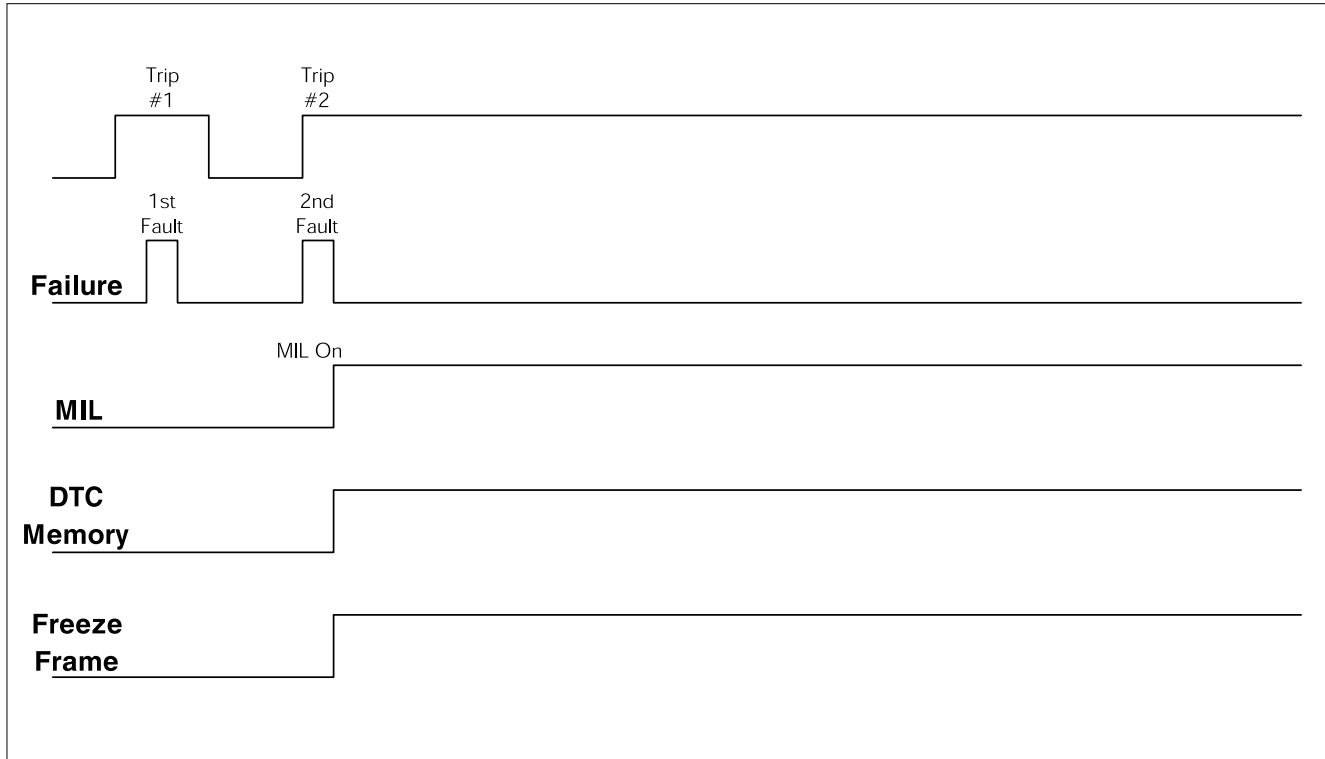 Trip
#1
Trip
#2
1st
Fault
2nd
Fault
Failure
MIL On
MIL
DTC
Memory
Freeze
Frame